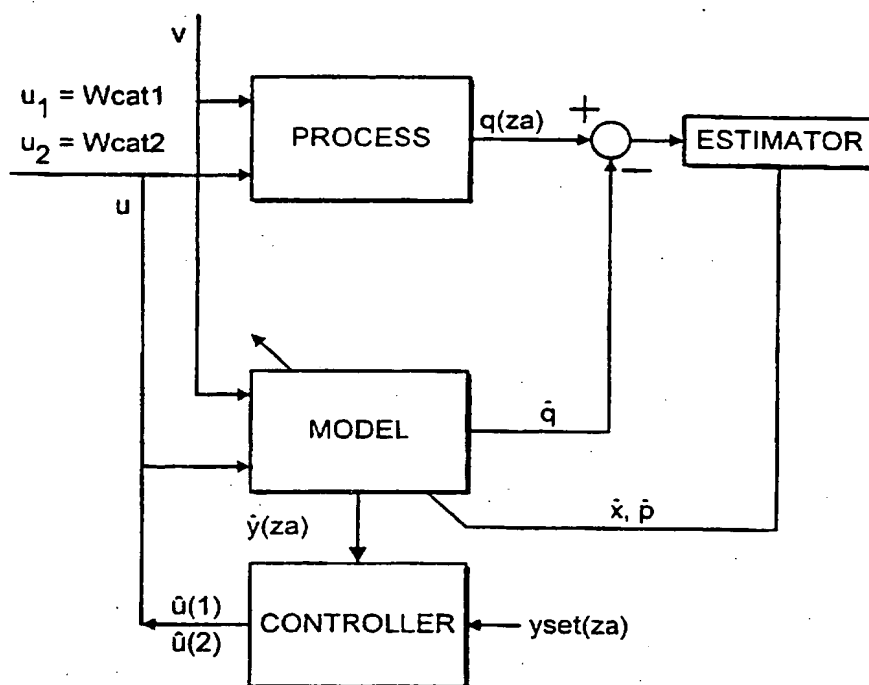 v
u1 = Wcat1
u2 = Wcat2
u
PROCESS
q(za)
+
−
ESTIMATOR
MODEL
q̂
x̂, p̂
ŷ(za)
CONTROLLER
û(1)
û(2)
yset(za)